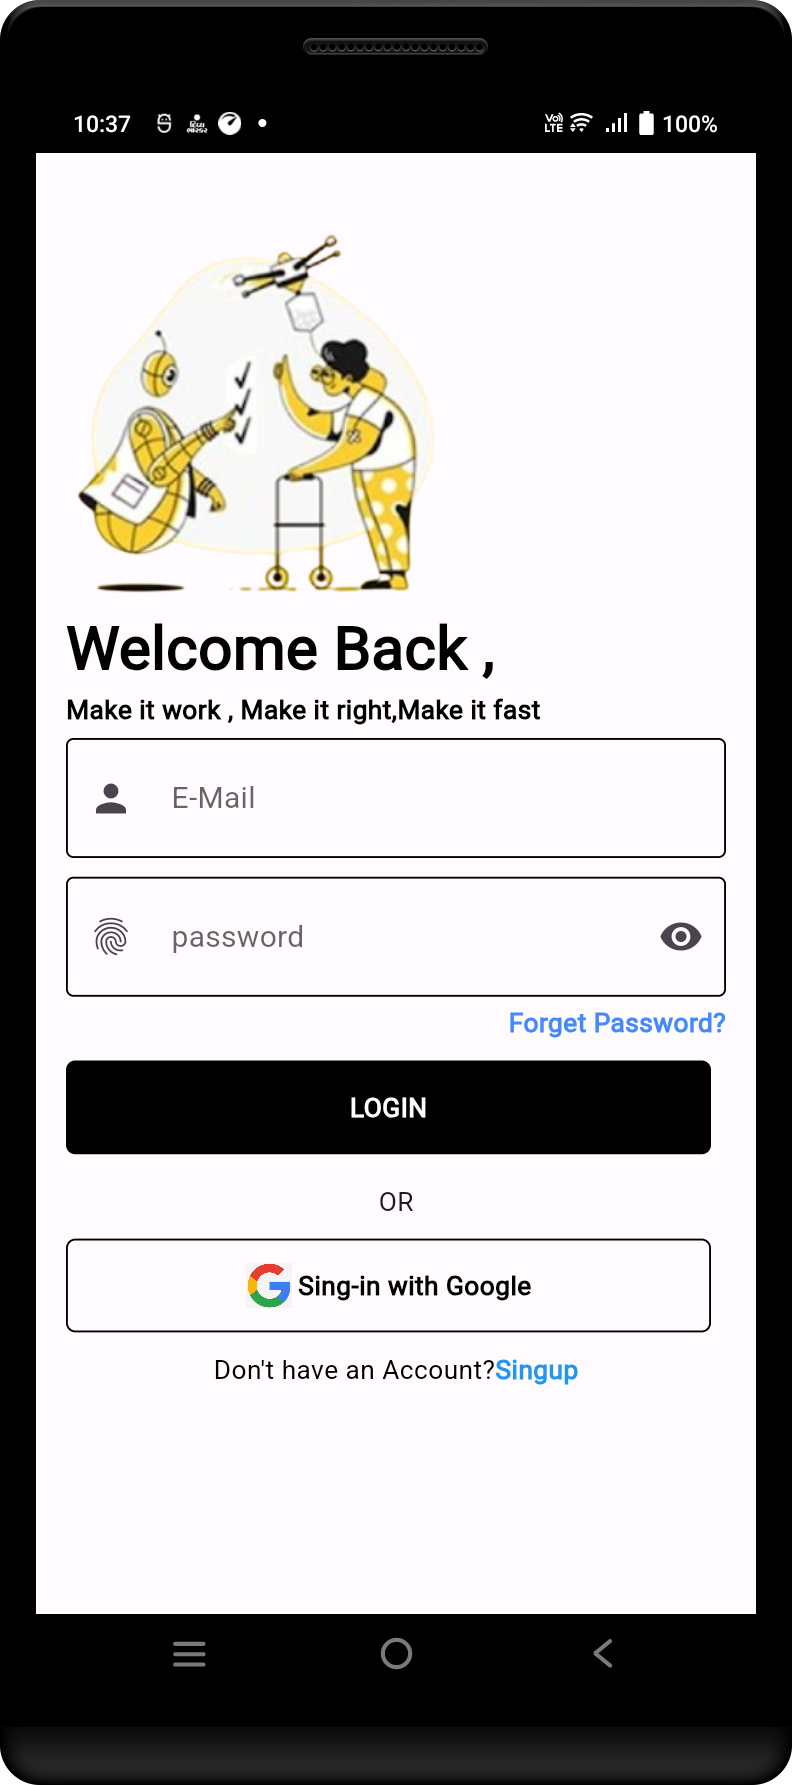 10:37 દિવ્ય ભાસ્કર Vo) LTE 100%
Welcome Back ,
Make it work , Make it right,Make it fast
E-Mail
password
Forget Password?
LOGIN
OR
Sing-in with Google
Don't have an Account?Singup